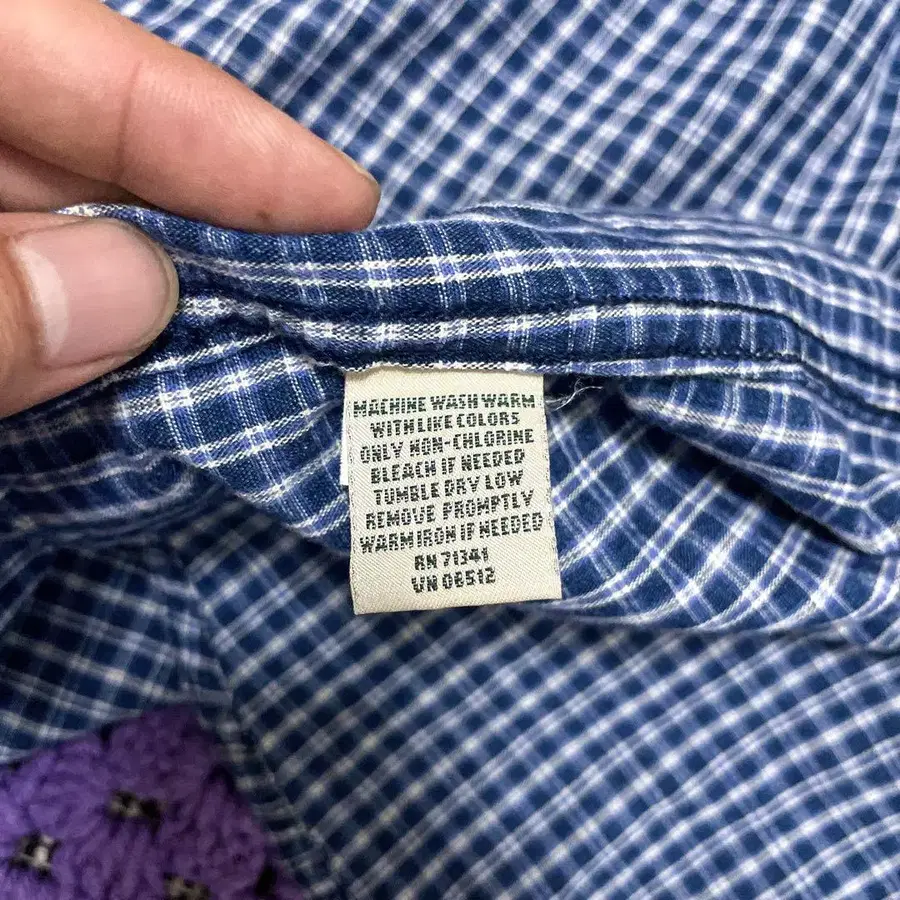 MACHINE WASH WARM
WITH LIKE COLORS
ONLY NON-CHLORINE
BLEACH IF NEEDED
TUMBLE DRY LOW
REMOVE PROMPTLY
WARM IRON IF NEEDED
RN 71341
VN 06512